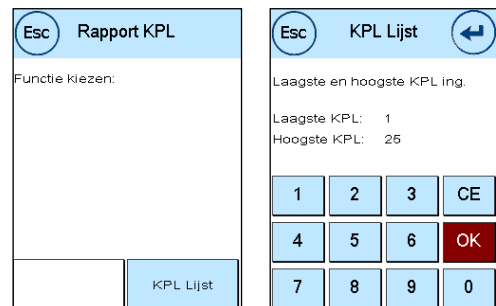 Esc Rapport KPL
Functie kiezen:
KPL Lijst
Esc KPL Lijst
Laagste en hoogste KPL ing.
Laagste KPL: 1
Hoogste KPL: 25
1 2 3 CE
4 5 6 OK
7 8 9 0